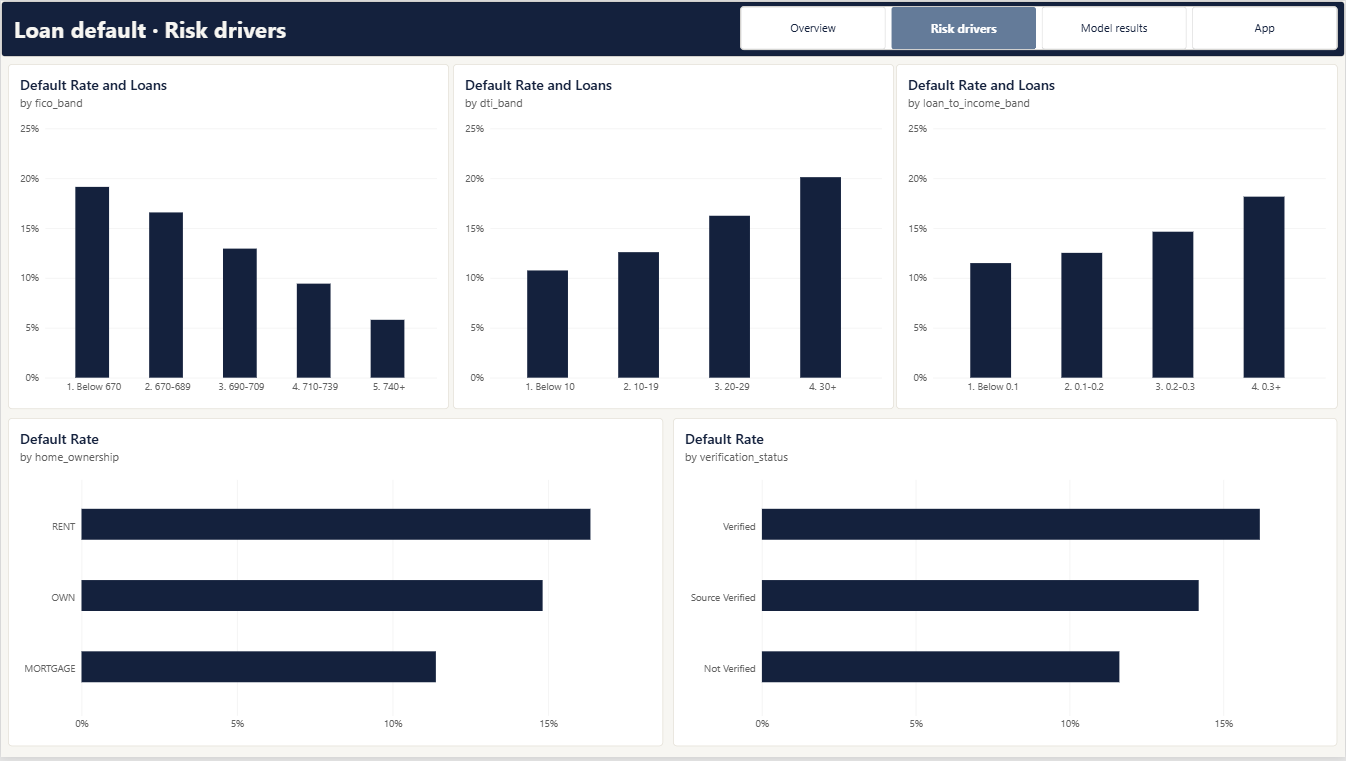 Loan default · Risk drivers
Overview
Risk drivers
Model results
App
Default Rate and Loans
by fico_band
25%
20%
15%
10%
5%
0%
1. Below 670
2. 670-689
3. 690-709
4. 710-739
5. 740+
Default Rate and Loans
by dti_band
25%
20%
15%
10%
5%
0%
1. Below 10
2. 10-19
3. 20-29
4. 30+
Default Rate and Loans
by loan_to_income_band
25%
20%
15%
10%
5%
0%
1. Below 0.1
2. 0.1-0.2
3. 0.2-0.3
4. 0.3+
Default Rate
by home_ownership
RENT
OWN
MORTGAGE
0%
5%
10%
15%
Default Rate
by verification_status
Verified
Source Verified
Not Verified
0%
5%
10%
15%